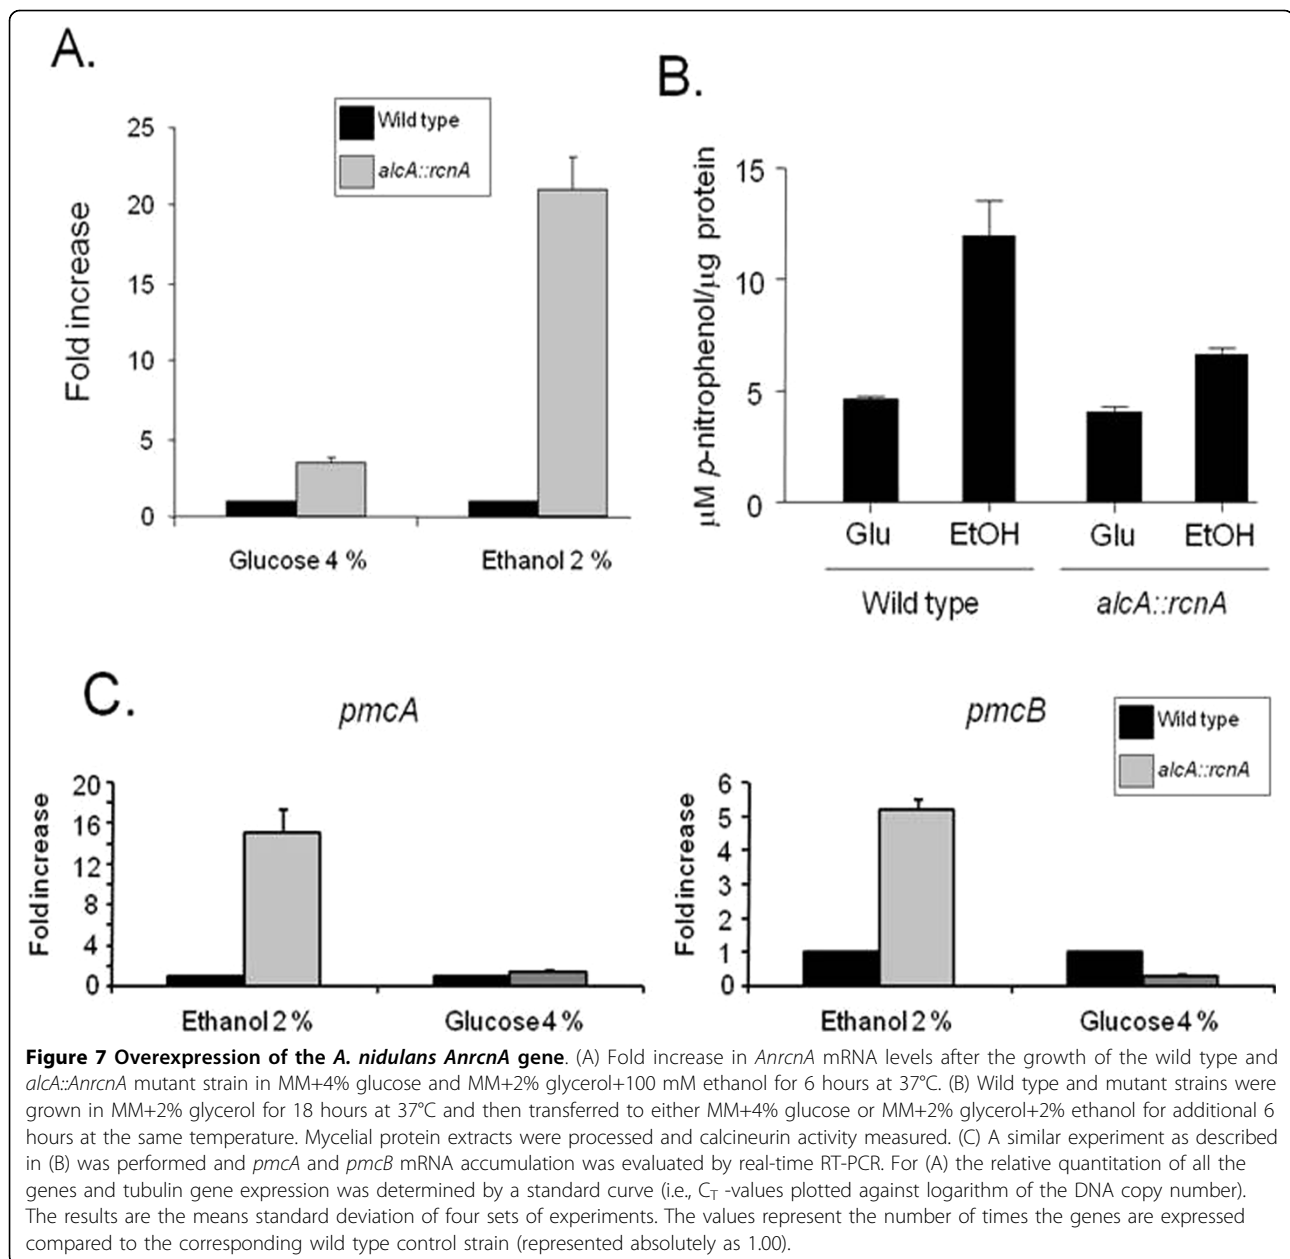 A.
Wild type
alcA::rcnA
Fold increase
25
20
15
10
5
0
Glucose 4 %
Ethanol 2 %
B.
µM p-nitrophenol/µg protein
15
10
5
0
Glu
EtOH
Glu
EtOH
Wild type
alcA::rcnA
C.
pmcA
Fold increase
20
16
12
8
4
0
Ethanol 2 %
Glucose 4 %
pmcB
Wild type
alcA::rcnA
Fold increase
6
5
4
3
2
1
0
Ethanol 2 %
Glucose 4 %
Figure 7 Overexpression of the A. nidulans AnrcnA gene. (A) Fold increase in AnrcnA mRNA levels after the growth of the wild type and
alcA::AnrcnA mutant strain in MM+4% glucose and MM+2% glycerol+100 mM ethanol for 6 hours at 37°C. (B) Wild type and mutant strains were
grown in MM+2% glycerol for 18 hours at 37°C and then transferred to either MM+4% glucose or MM+2% glycerol+2% ethanol for additional 6
hours at the same temperature. Mycelial protein extracts were processed and calcineurin activity measured. (C) A similar experiment as described
in (B) was performed and pmcA and pmcB mRNA accumulation was evaluated by real-time RT-PCR. For (A) the relative quantitation of all the
genes and tubulin gene expression was determined by a standard curve (i.e., CT -values plotted against logarithm of the DNA copy number).
The results are the means standard deviation of four sets of experiments. The values represent the number of times the genes are expressed
compared to the corresponding wild type control strain (represented absolutely as 1.00).